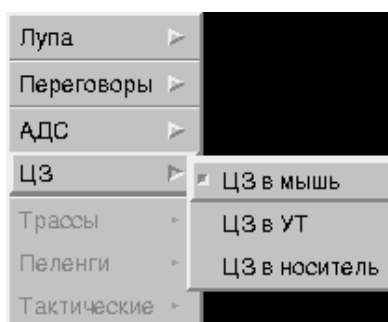 Лупа
Переговоры
АДС
ЦЗ
Трассы
Пеленги
Тактические
ЦЗ в мышь
ЦЗ в УТ
ЦЗ в носитель